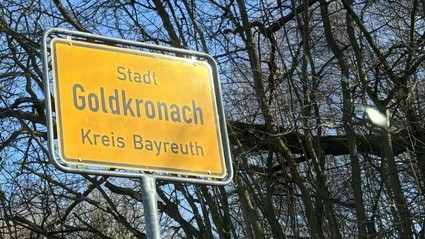 Stadt
Goldkronach
Kreis Bayreuth